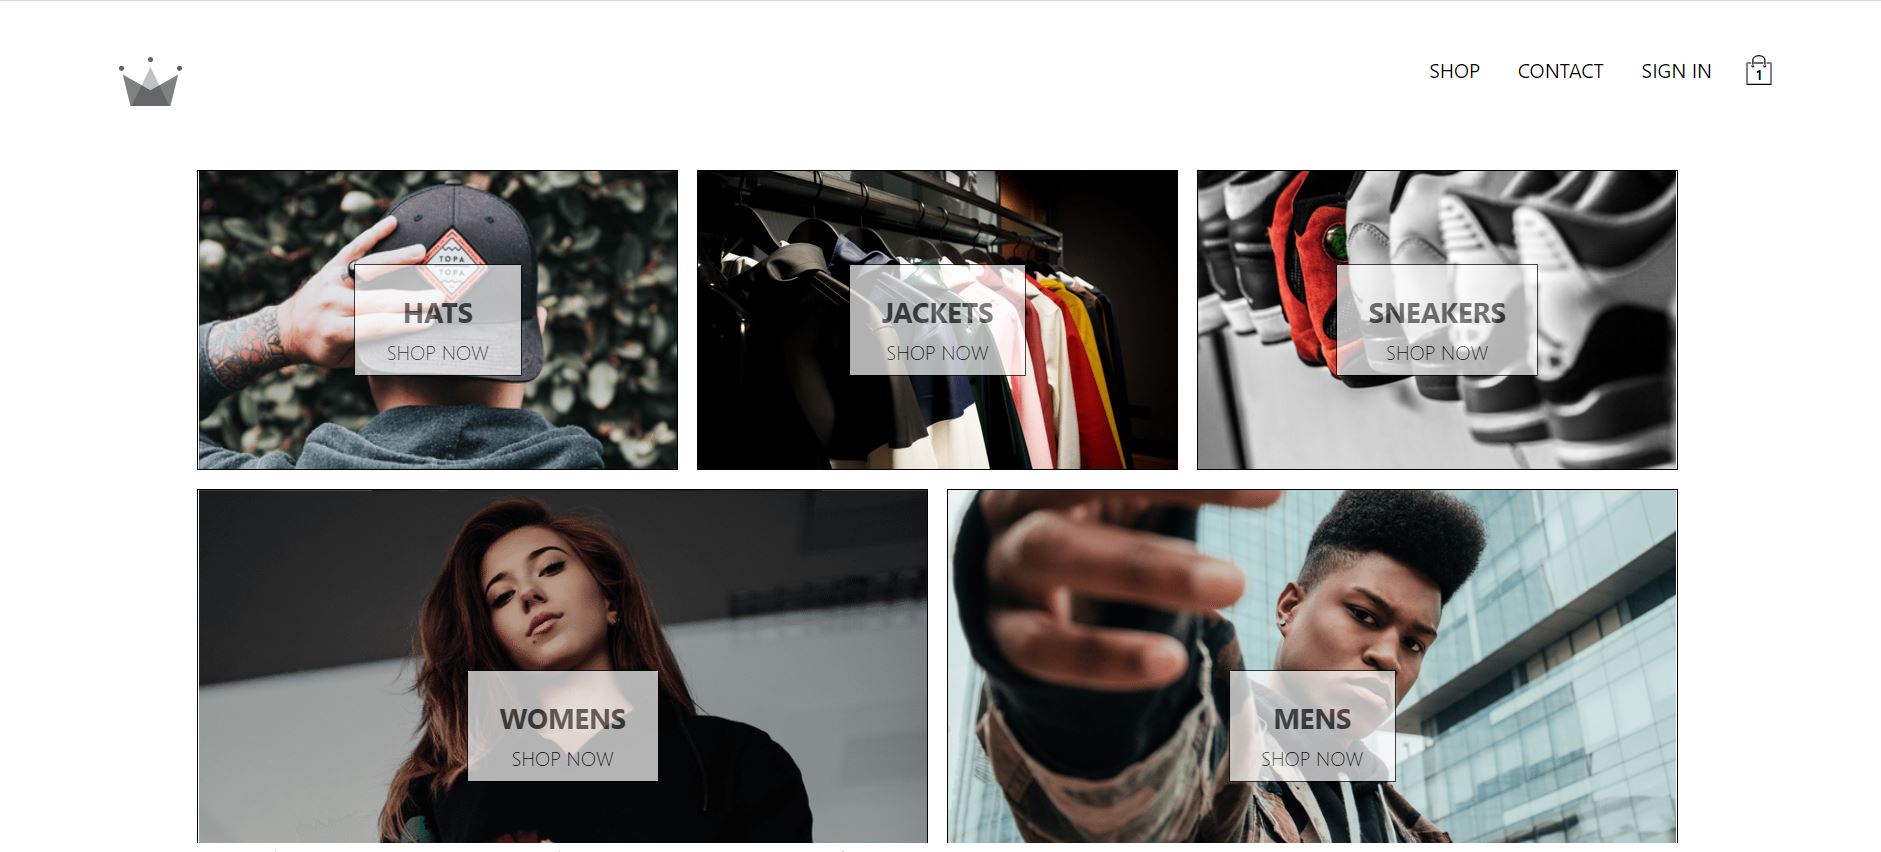 SHOP CONTACT SIGN IN 1
TOPA
TOPA
HATS
SHOP NOW
JACKETS
SHOP NOW
SNEAKERS
SHOP NOW
WOMENS
SHOP NOW
MENS
SHOP NOW